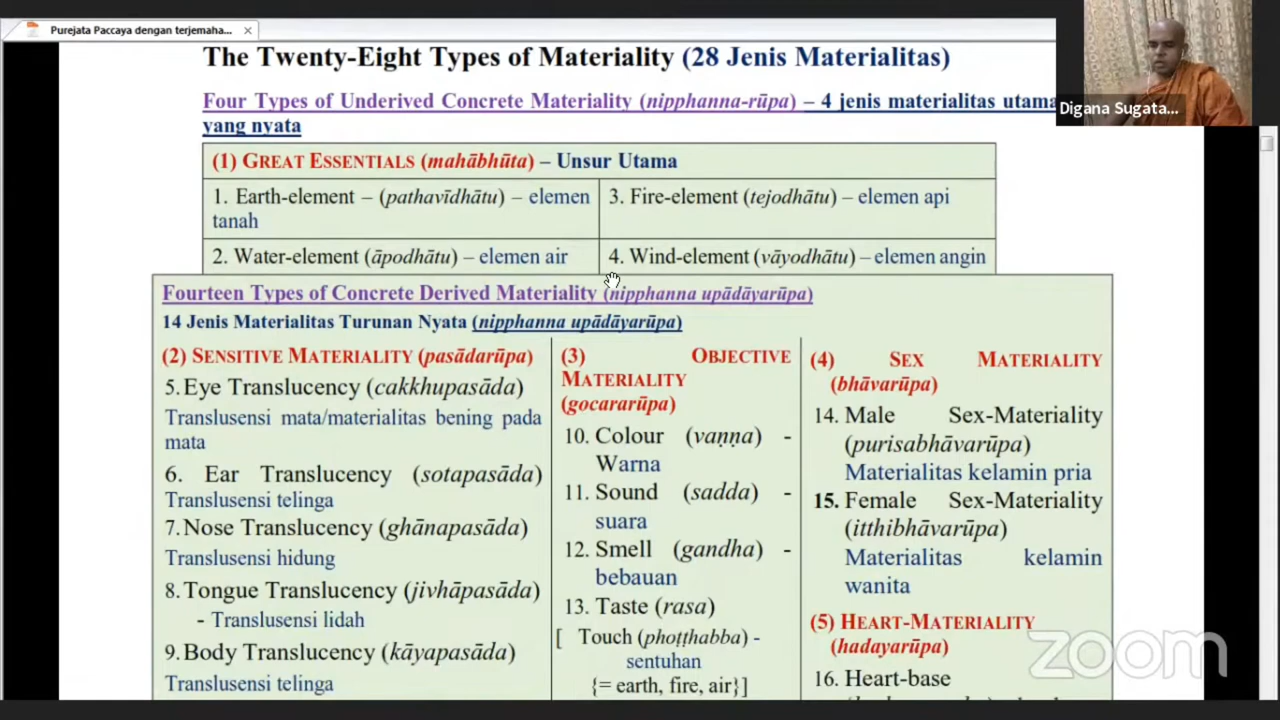 Purejata Paccaya dengan terjemaha...
The Twenty-Eight Types of Materiality (28 Jenis Materialitas)
Four Types of Underived Concrete Materiality (nipphanna-rūpa) – 4 jenis materialitas utama
yang nyata
Digana Sugata...
(1) GREAT ESSENTIALS (mahābhūta) – Unsur Utama
1. Earth-element – (pathavīdhātu) – elemen
tanah
3. Fire-element (tejodhātu) – elemen api
2. Water-element (āpodhātu) – elemen air
4. Wind-element (vāyodhātu) – elemen angin
Fourteen Types of Concrete Derived Materiality (nipphanna upādāyarūpa)
14 Jenis Materialitas Turunan Nyata (nipphanna upādāyarūpa)
(2) SENSITIVE MATERIALITY (pasādarūpa)
5. Eye Translucency (cakkhupasāda)
Translusensi mata/materialitas bening pada
mata
6. Ear Translucency (sotapasāda)
Translusensi telinga
7. Nose Translucency (ghānapasāda)
Translusensi hidung
8. Tongue Translucency (jivhāpasāda)
- Translusensi lidah
9. Body Translucency (kāyapasāda)
Translusensi telinga
(3) OBJECTIVE
MATERIALITY
(gocararūpa)
10. Colour (vaṇṇa) -
Warna
11. Sound (sadda) -
suara
12. Smell (gandha) -
bebauan
13. Taste (rasa)
[ Touch (phoṭṭhabba) -
sentuhan
{= earth, fire, air}]
(4) SEX MATERIALITY
(bhāvarūpa)
14. Male Sex-Materiality
(purisabhāvarūpa)
Materialitas kelamin pria
15. Female Sex-Materiality
(itthibhāvarūpa)
Materialitas kelamin
wanita
(5) HEART-MATERIALITY
(hadayarūpa)
16. Heart-base
zoom